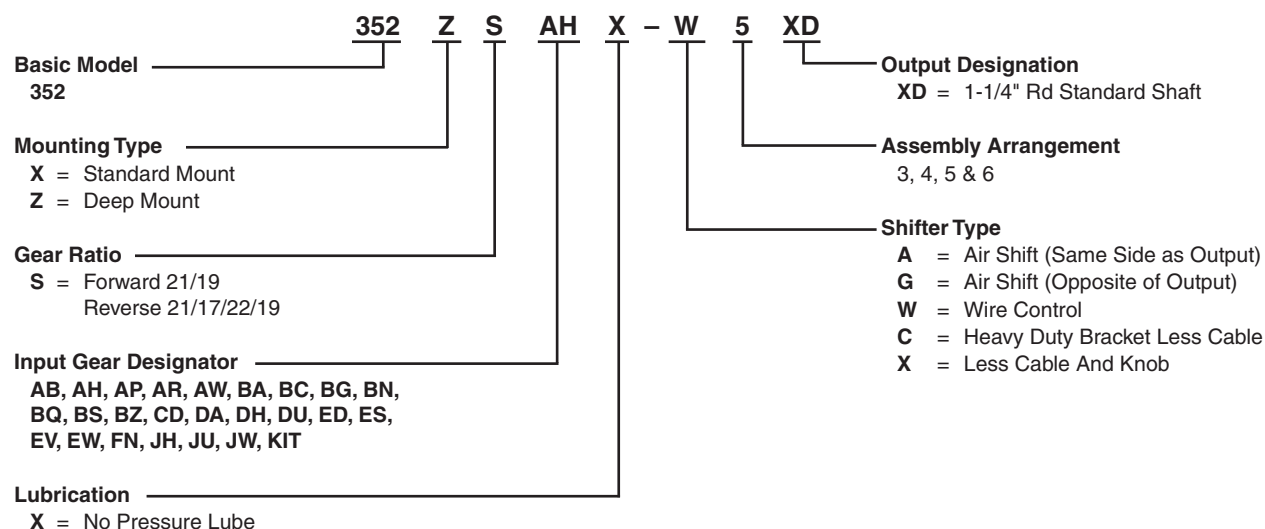 352 Z S AH X – W 5 XD
Basic Model
352
Mounting Type
X = Standard Mount
Z = Deep Mount
Gear Ratio
S = Forward 21/19
Reverse 21/17/22/19
Input Gear Designator
AB, AH, AP, AR, AW, BA, BC, BG, BN,
BQ, BS, BZ, CD, DA, DH, DU, ED, ES,
EV, EW, FN, JH, JU, JW, KIT
Lubrication
X = No Pressure Lube
Output Designation
XD = 1-1/4" Rd Standard Shaft
Assembly Arrangement
3, 4, 5 & 6
Shifter Type
A = Air Shift (Same Side as Output)
G = Air Shift (Opposite of Output)
W = Wire Control
C = Heavy Duty Bracket Less Cable
X = Less Cable And Knob